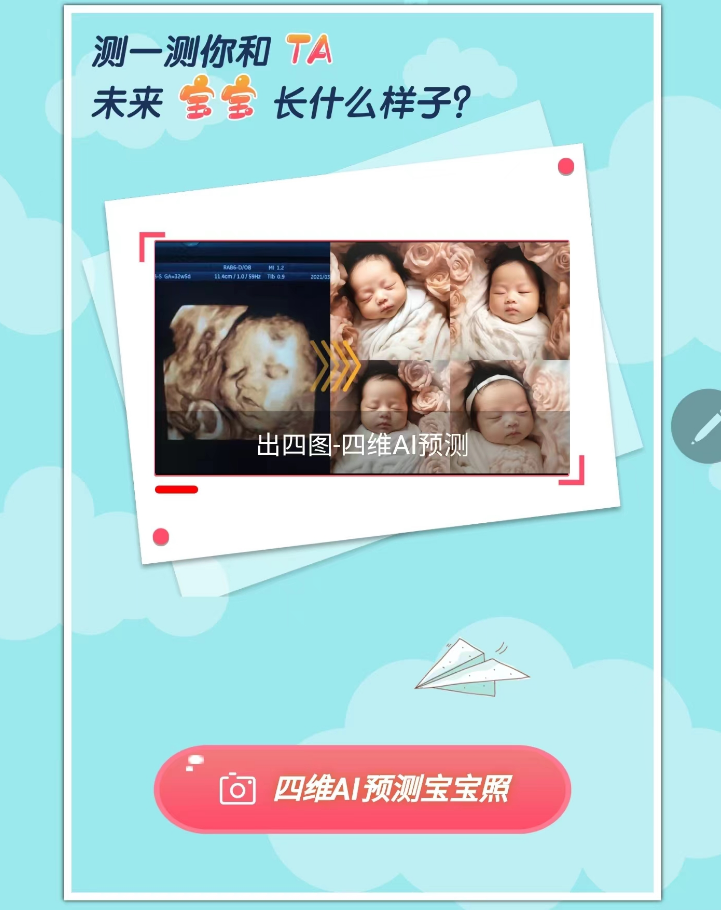 测一测你和 TA
未来 宝宝 长什么样子?
RAB6-D/OB MI 1.2
GA=32w5d 11.4cm / 1.0 / 59Hz TIb 0.9 2021/
出四图-四维AI预测
四维AI预测宝宝照